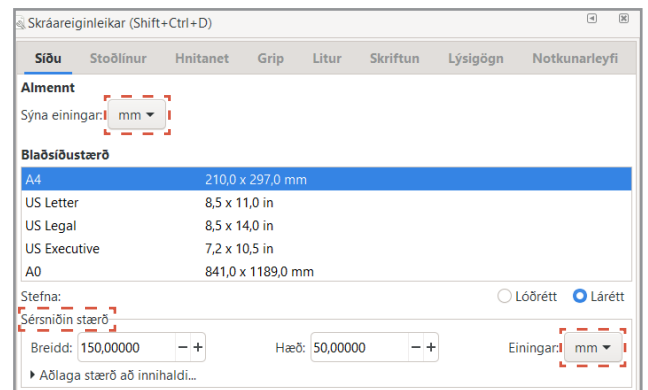 Skráareiginleikar (Shift+Ctrl+D)
Síðu Stoðlínur Hnitanet Grip Litur Skriftun Lýsigögn Notkunarleyfi
Almennt
Sýna einingar: mm
Blaðsíðustærð
A4 210,0 x 297,0 mm
US Letter 8,5 x 11,0 in
US Legal 8,5 x 14,0 in
US Executive 7,2 x 10,5 in
A0 841,0 x 1189,0 mm
Stefna: Lóðrétt Lárétt
Sérsniðin stærð
Breidd: 150,00000 − + Hæð: 50,00000 − + Einingar: mm
Aðlaga stærð að innihaldi...